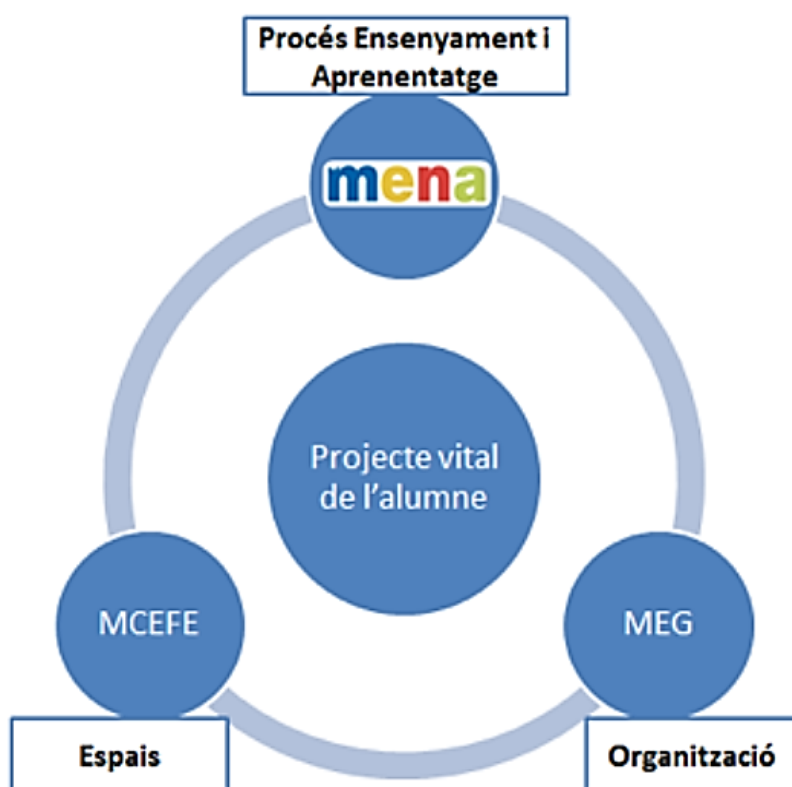 Procés Ensenyament i
Aprenentatge
mena
Projecte vital
de l'alumne
MCEFE
MEG
Espais
Organització